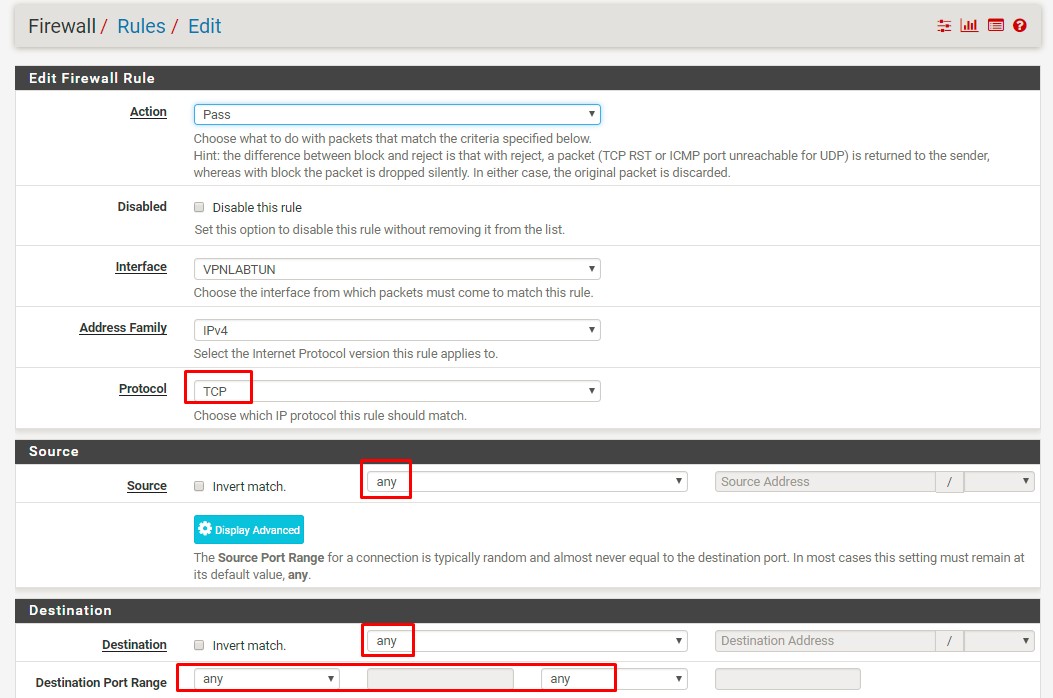 Firewall / Rules / Edit
Edit Firewall Rule
Action
Pass
Choose what to do with packets that match the criteria specified below.
Hint: the difference between block and reject is that with reject, a packet (TCP RST or ICMP port unreachable for UDP) is returned to the sender,
whereas with block the packet is dropped silently. In either case, the original packet is discarded.
Disabled
Disable this rule
Set this option to disable this rule without removing it from the list.
Interface
VPNLABTUN
Choose the interface from which packets must come to match this rule.
Address Family
IPv4
Select the Internet Protocol version this rule applies to.
Protocol
TCP
Choose which IP protocol this rule should match.
Source
Source
Invert match.
any
Source Address
/
Display Advanced
The Source Port Range for a connection is typically random and almost never equal to the destination port. In most cases this setting must remain at
its default value, any.
Destination
Destination
Invert match.
any
Destination Address
/
Destination Port Range
any
any